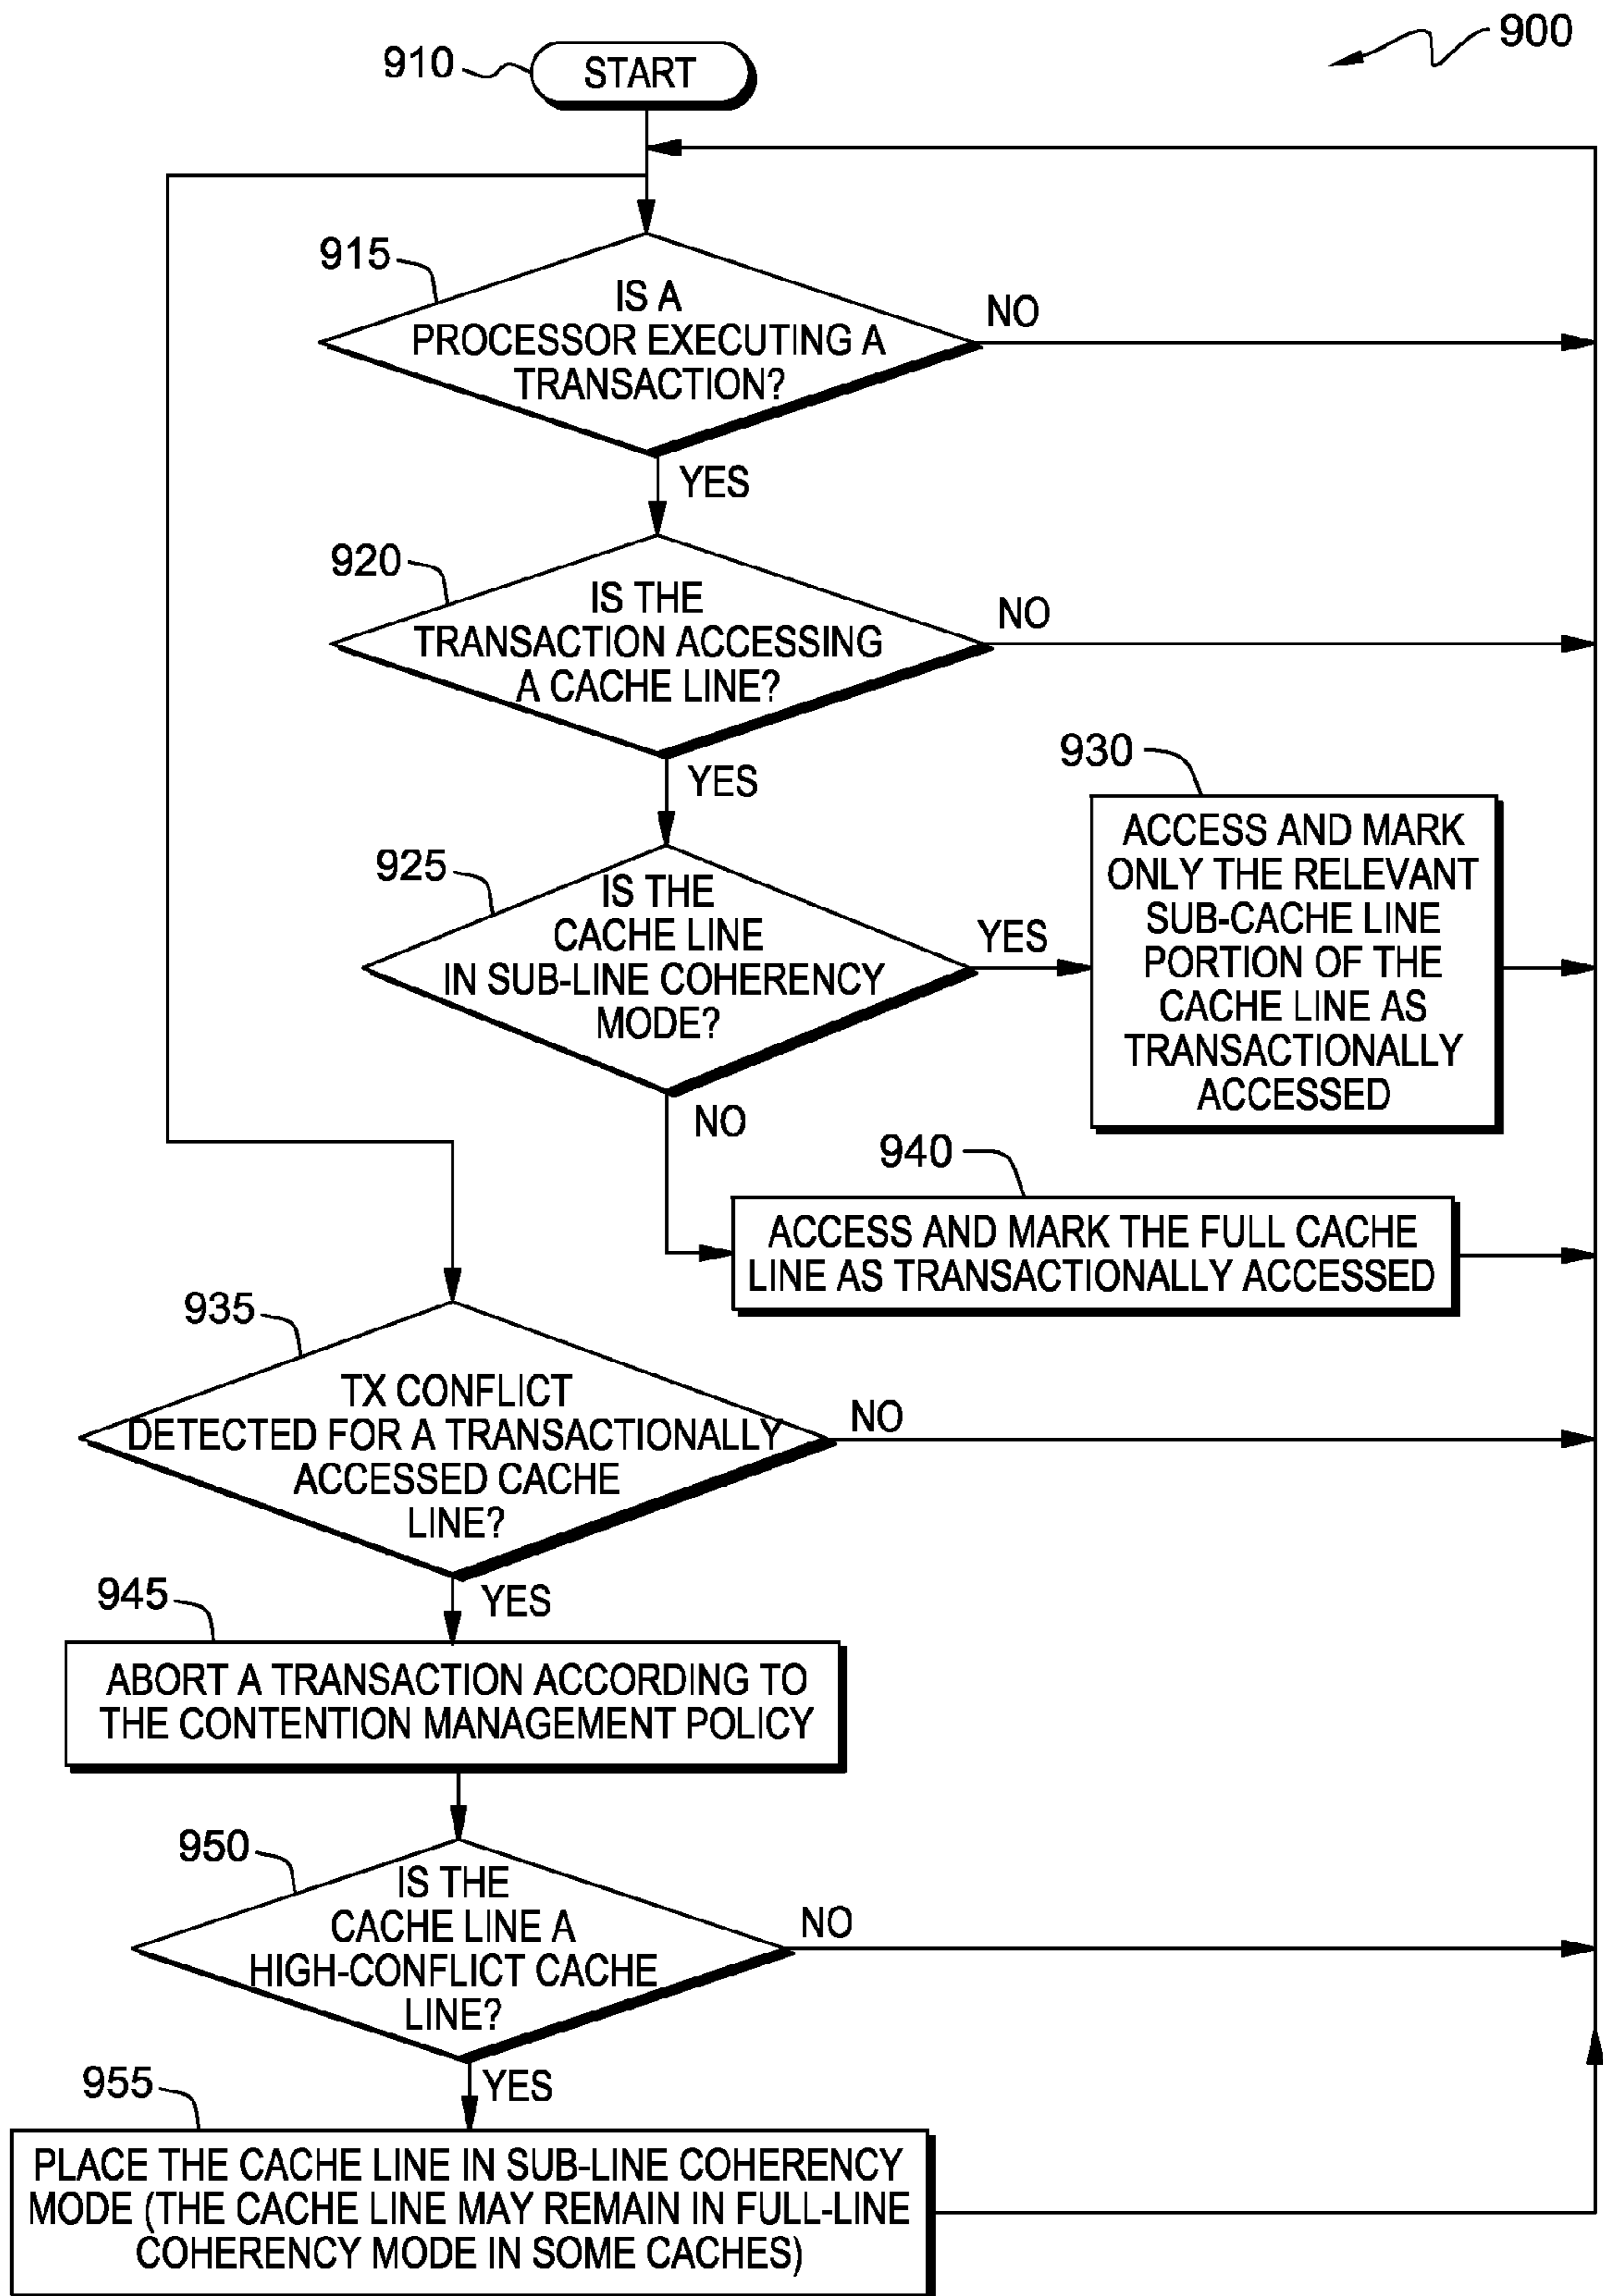 900
910
START
915
IS A
PROCESSOR EXECUTING A
TRANSACTION?
NO
YES
920
IS THE
TRANSACTION ACCESSING
A CACHE LINE?
NO
YES
925
IS THE
CACHE LINE
IN SUB-LINE COHERENCY
MODE?
YES
NO
930
ACCESS AND MARK
ONLY THE RELEVANT
SUB-CACHE LINE
PORTION OF THE
CACHE LINE AS
TRANSACTIONALLY
ACCESSED
940
ACCESS AND MARK THE FULL CACHE
LINE AS TRANSACTIONALLY ACCESSED
935
TX CONFLICT
DETECTED FOR A TRANSACTIONALLY
ACCESSED CACHE
LINE?
NO
YES
945
ABORT A TRANSACTION ACCORDING TO
THE CONTENTION MANAGEMENT POLICY
950
IS THE
CACHE LINE A
HIGH-CONFLICT CACHE
LINE?
NO
YES
955
PLACE THE CACHE LINE IN SUB-LINE COHERENCY
MODE (THE CACHE LINE MAY REMAIN IN FULL-LINE
COHERENCY MODE IN SOME CACHES)